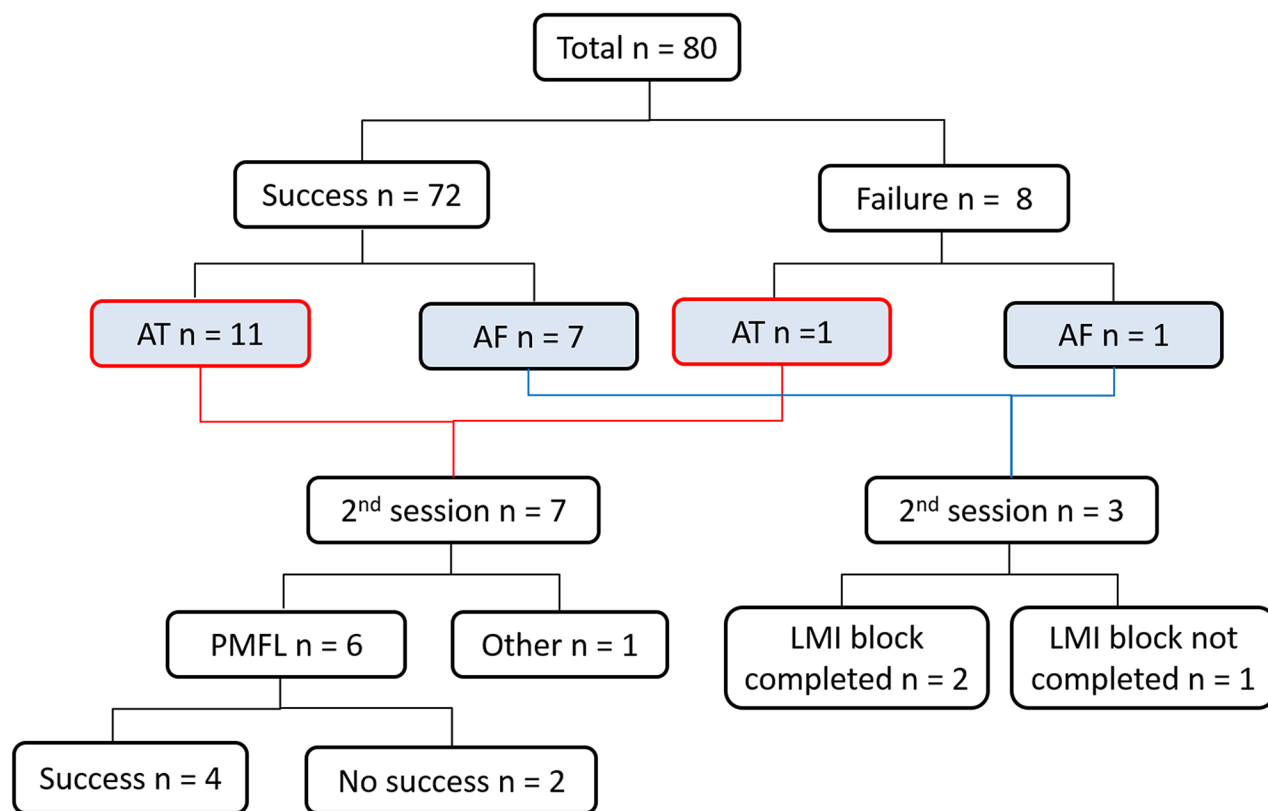 Total n = 80
Success n = 72
Failure n =  8
AT n = 11
AF n = 7
AT n =1
AF n = 1
2nd session n = 7
2nd session n = 3
PMFL n = 6
Other n = 1
LMI block
completed n = 2
LMI block not
completed n = 1
Success n = 4
No success n = 2